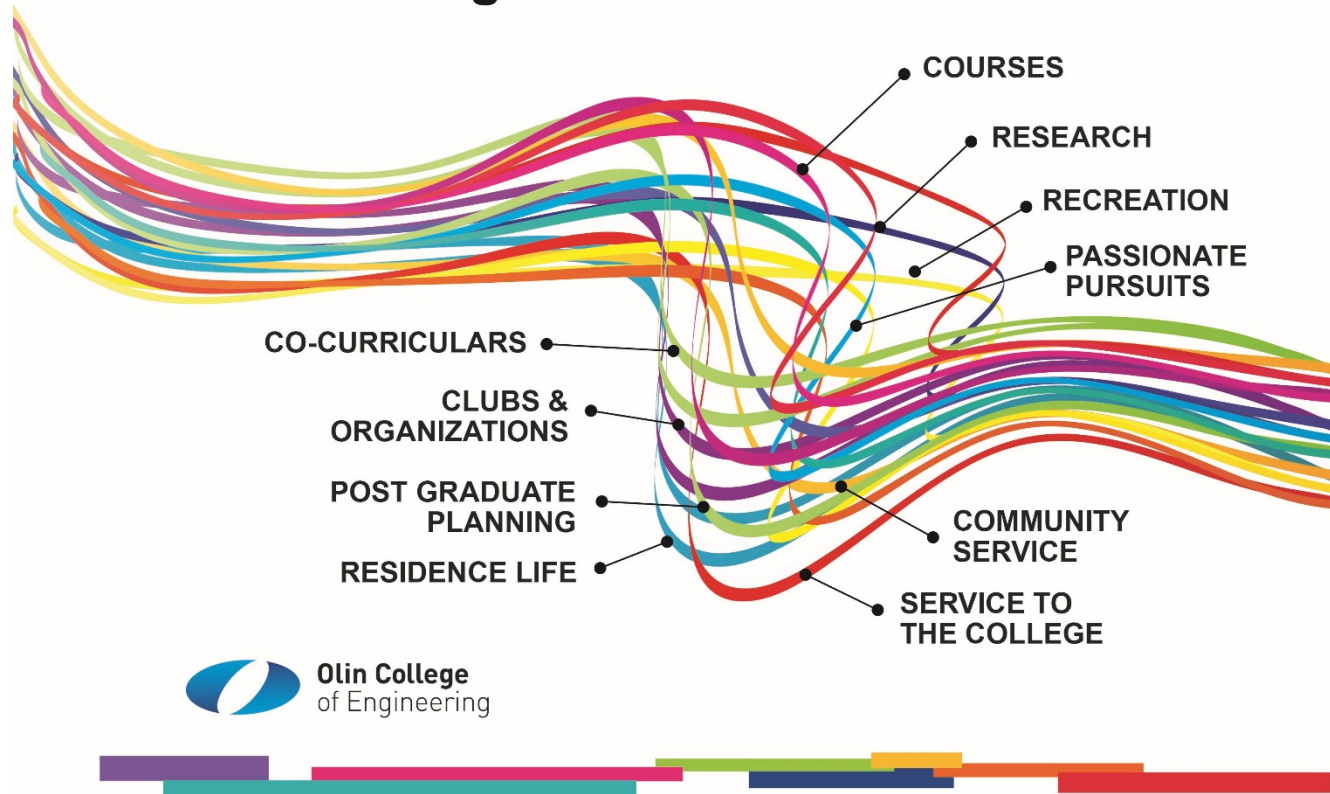 COURSES
RESEARCH
RECREATION
PASSIONATE
PURSUITS
CO-CURRICULARS
CLUBS &
ORGANIZATIONS
POST GRADUATE
PLANNING
RESIDENCE LIFE
COMMUNITY
SERVICE
SERVICE TO
THE COLLEGE
Olin College
of Engineering